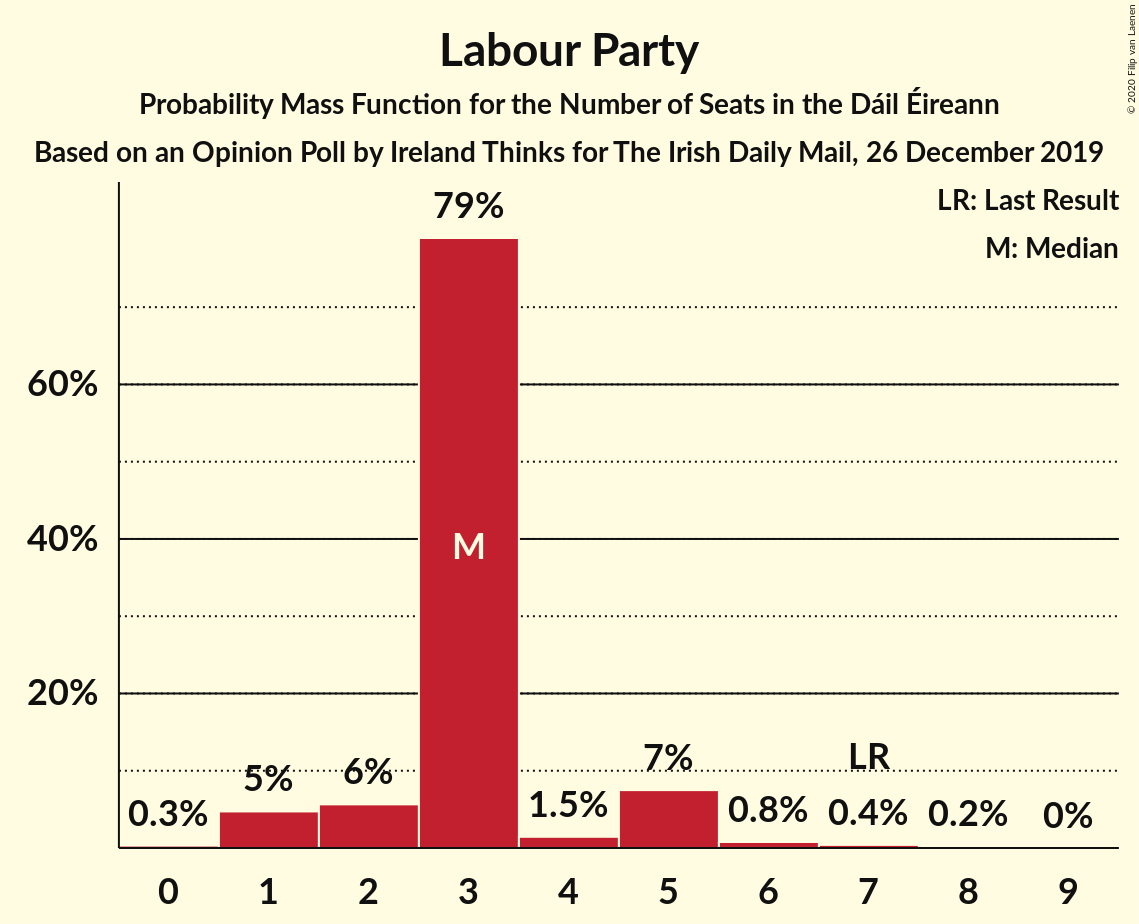 Labour Party
Probability Mass Function for the Number of Seats in the Dáil Éireann
Based on an Opinion Poll by Ireland Thinks for The Irish Daily Mail, 26 December 2019
© 2020 Filip van Laenen
LR: Last Result
M: Median
60%
40%
20%
0.3%
5%
6%
79%
M
1.5%
7%
0.8%
LR
0.4%
0.2%
0%
0 1 2 3 4 5 6 7 8 9